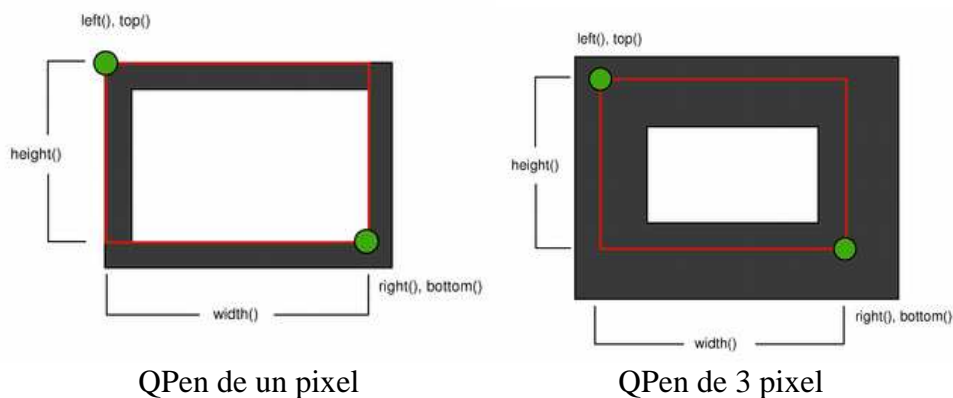 left(), top()
height()
right(), bottom()
width()
QPen de un pixel
left(), top()
height()
right(), bottom()
width()
QPen de 3 pixel